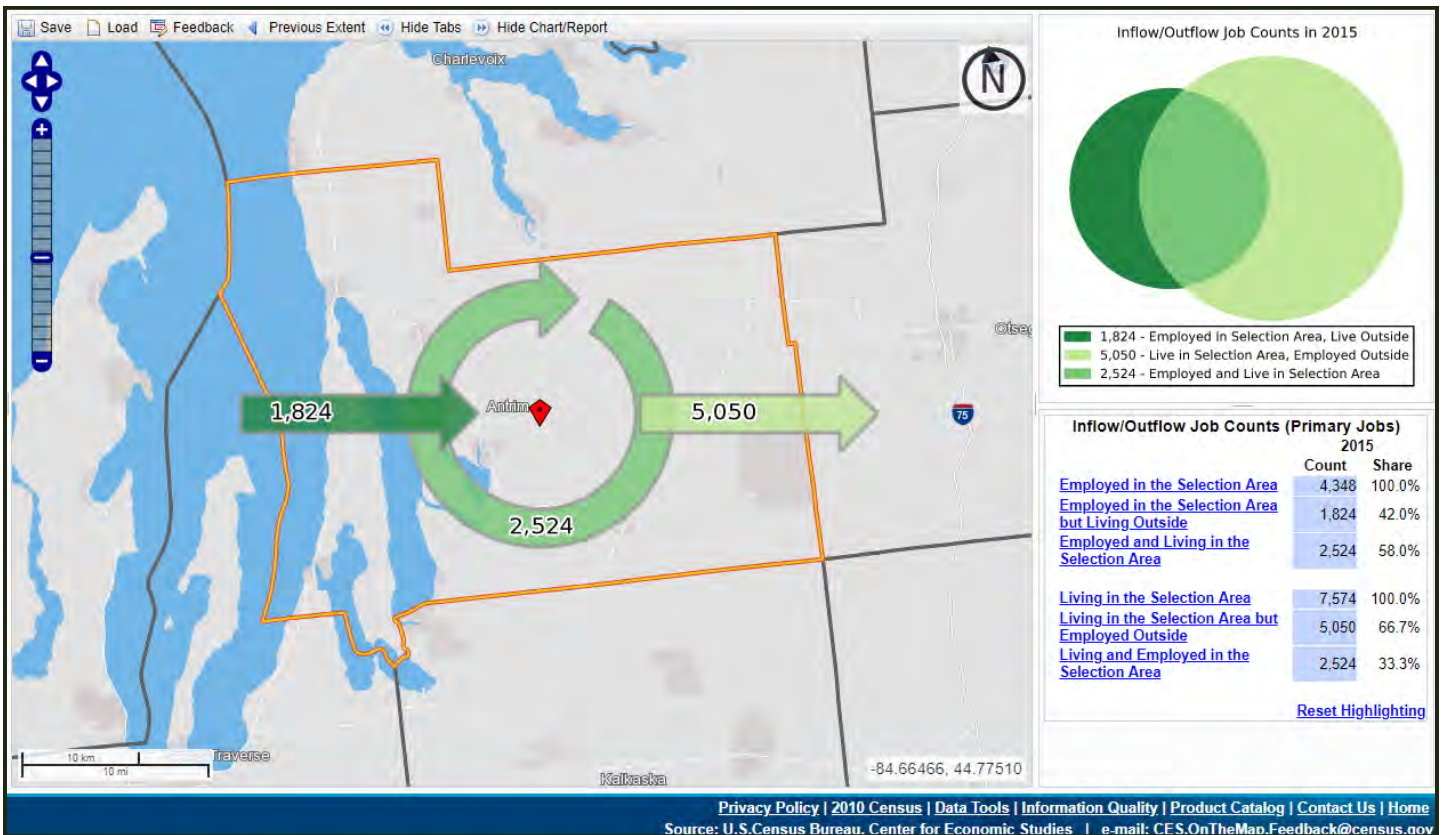 Save Load Feedback Previous Extent Hide Tabs Hide Chart/Report
Charlevoix
N
Antrim
1,824
5,050
2,524
75
10 km
10 mi
Traverse
Kalkaska
-84.66466, 44.77510
Inflow/Outflow Job Counts in 2015
1,824 - Employed in Selection Area, Live Outside
5,050 - Live in Selection Area, Employed Outside
2,524 - Employed and Live in Selection Area
Inflow/Outflow Job Counts (Primary Jobs)
2015
Count Share
Employed in the Selection Area 4,348 100.0%
Employed in the Selection Area
but Living Outside 1,824 42.0%
Employed and Living in the
Selection Area 2,524 58.0%
Living in the Selection Area 7,574 100.0%
Living in the Selection Area but
Employed Outside 5,050 66.7%
Living and Employed in the
Selection Area 2,524 33.3%
Reset Highlighting
Privacy Policy | 2010 Census | Data Tools | Information Quality | Product Catalog | Contact Us | Home
Source: U.S.Census Bureau, Center for Economic Studies | e-mail: CES.OnTheMap.Feedback@census.gov